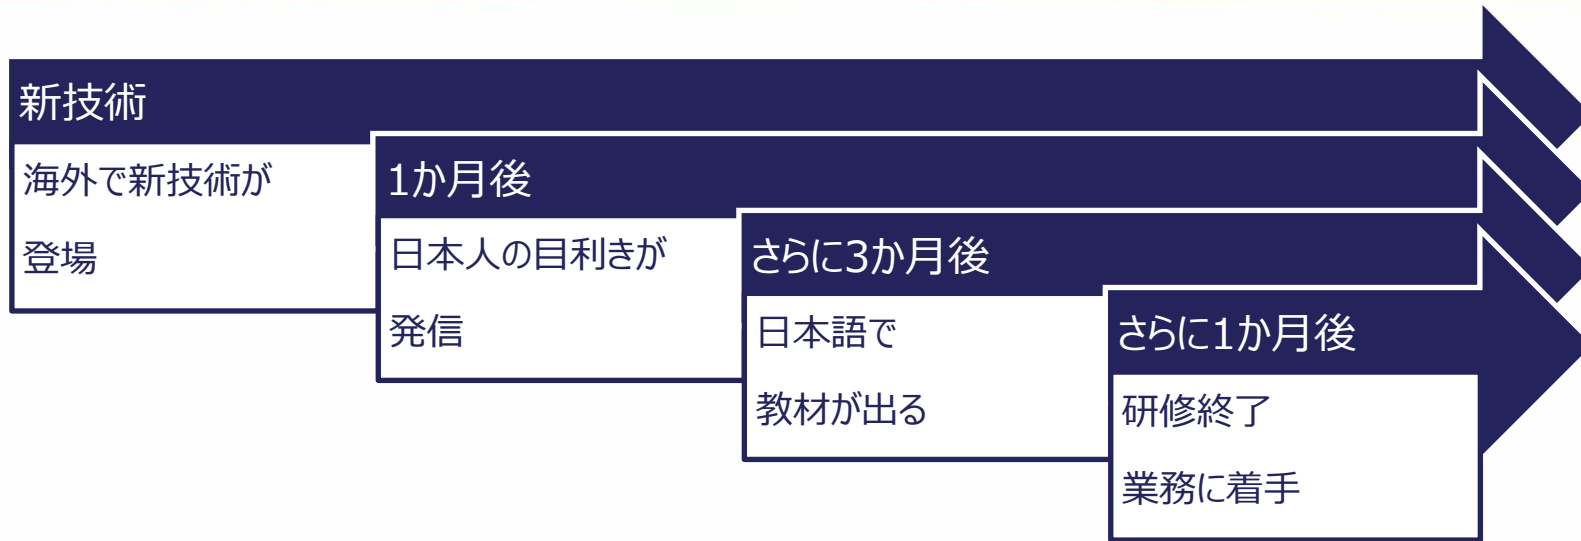 新技術
海外で新技術が
登場
1か月後
日本人の目利きが
発信
さらに3か月後
日本語で
教材が出る
さらに1か月後
研修終了
業務に着手